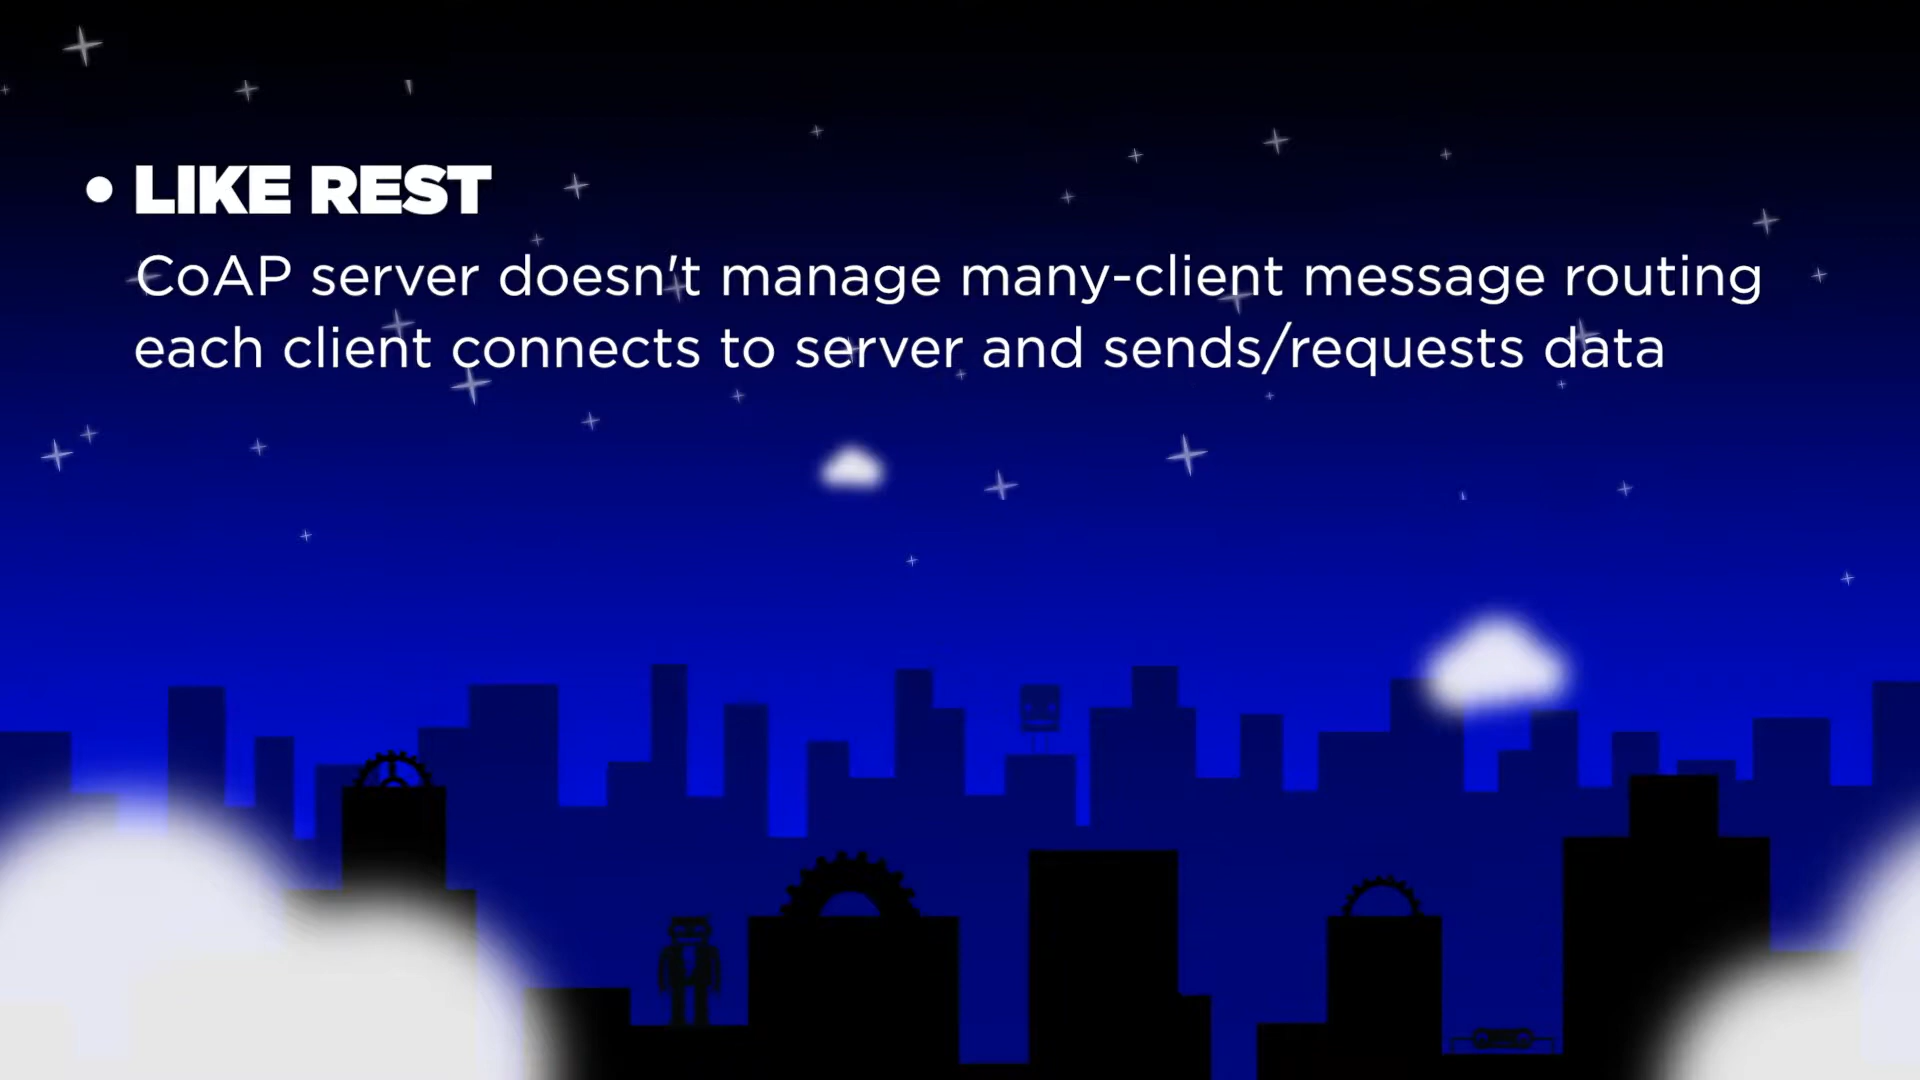 • LIKE REST
CoAP server doesn't manage many-client message routing
each client connects to server and sends/requests data